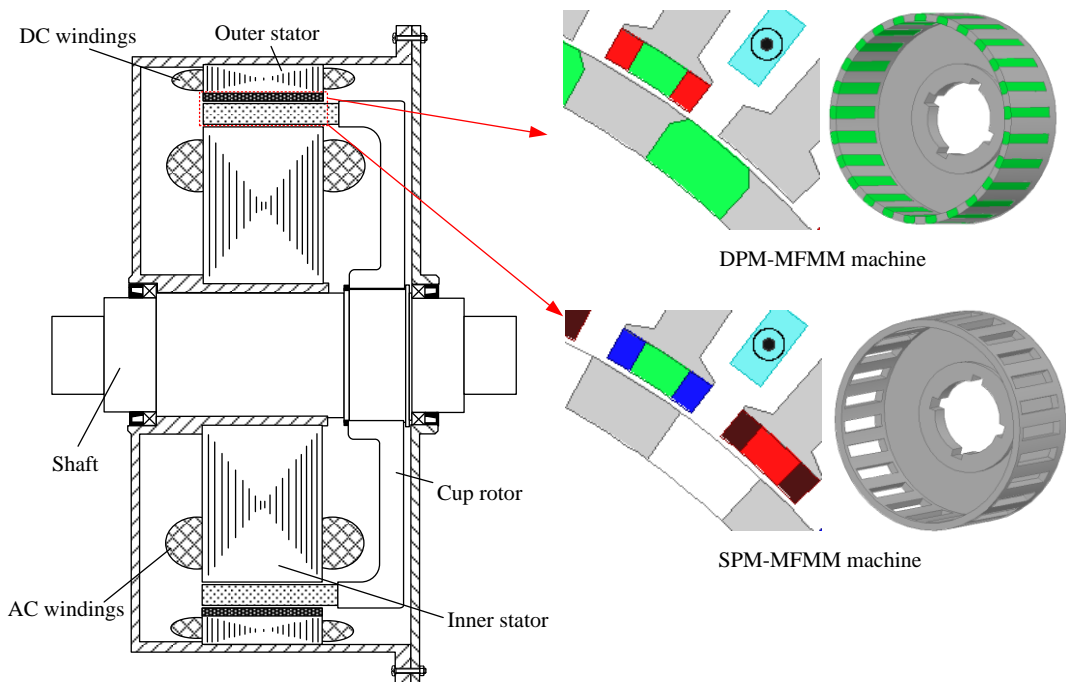 DC windings
Outer stator
DPM-MFMM machine
Shaft
Cup rotor
SPM-MFMM machine
AC windings
Inner stator